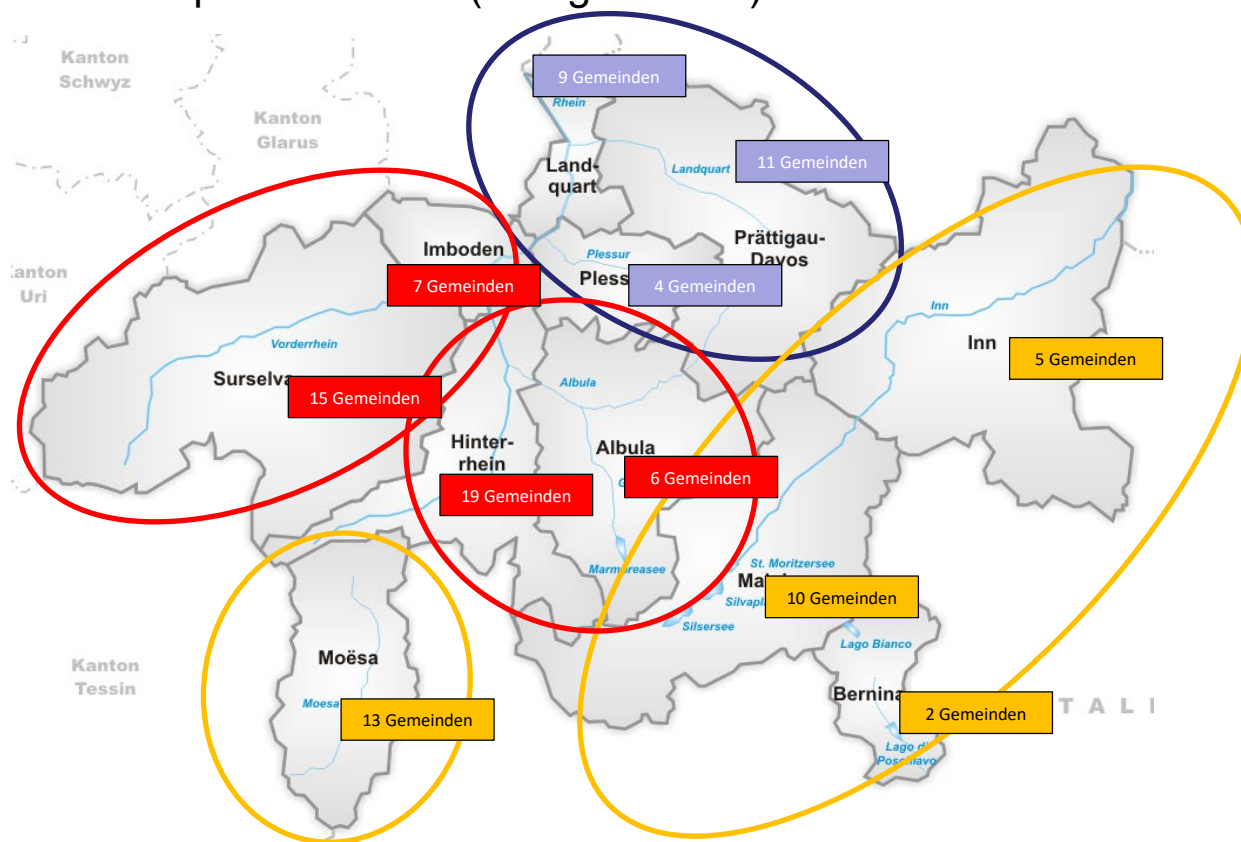 Kanton
Schwyz
9 Gemeinden
Rhein
Kanton
Glarus
Land-
quart
Landquart
11 Gemeinden
Imboden
Plessur
Prättigau-
Davos
Kanton
Uri
7 Gemeinden
Pless
4 Gemeinden
Inn
Inn
5 Gemeinden
Vorderrhein
Surselva
15 Gemeinden
Albula
Hinter-
rhein
Albula
6 Gemeinden
19 Gemeinden
Marmoreasee
St. Moritzersee
10 Gemeinden
Silsersee
Lago Bianco
Moësa
Kanton
Tessin
Moesa
13 Gemeinden
Bernina
2 Gemeinden
TALI
Lago di
Poschiavo